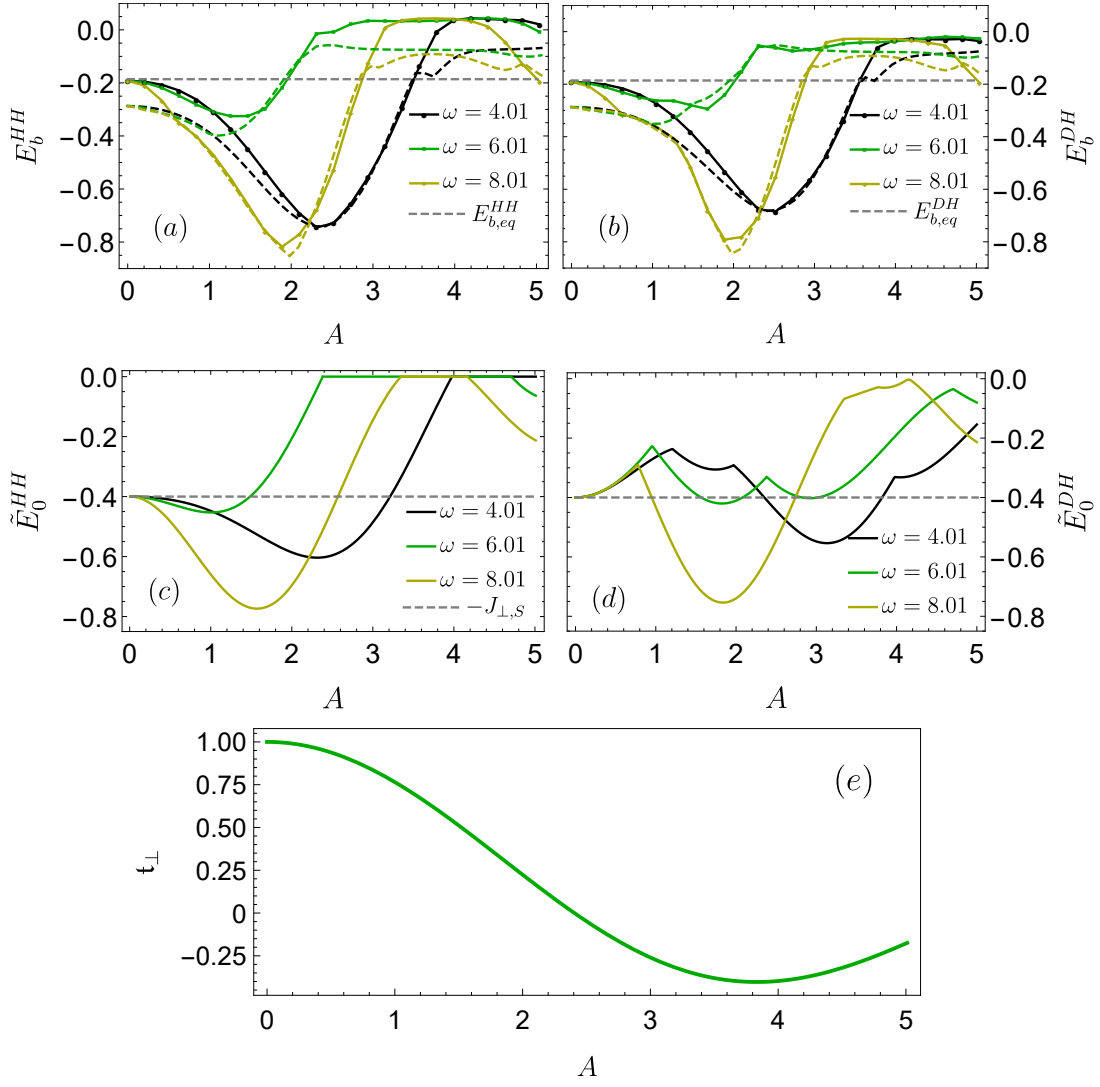 0.0
−0.2
−0.4
−0.6
−0.8
E_b^{HH}
ω = 4.01
ω = 6.01
ω = 8.01
E_{b,eq}^{HH}
(a)
0 1 2 3 4 5
A
0.0
−0.2
−0.4
−0.6
−0.8
E_b^{DH}
ω = 4.01
ω = 6.01
ω = 8.01
E_{b,eq}^{DH}
(b)
0 1 2 3 4 5
A
0.0
−0.2
−0.4
−0.6
−0.8
Ẽ_0^{HH}
ω = 4.01
ω = 6.01
ω = 8.01
−J_{⊥,S}
(c)
0 1 2 3 4 5
A
0.0
−0.2
−0.4
−0.6
−0.8
Ẽ_0^{DH}
ω = 4.01
ω = 6.01
ω = 8.01
(d)
0 1 2 3 4 5
A
1.00
0.75
0.50
0.25
0
−0.25
𝔱_⊥
(e)
0 1 2 3 4 5
A